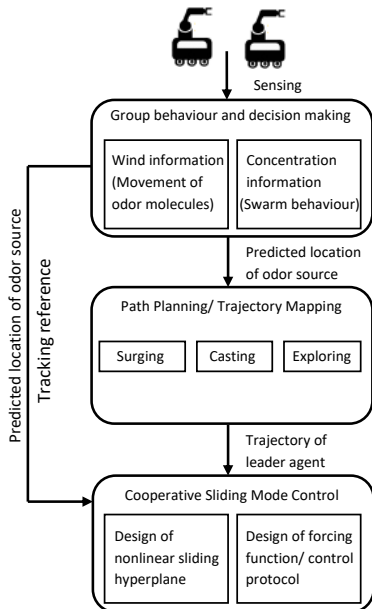 Sensing
Group behaviour and decision making
Wind information
(Movement of
odor molecules)
Concentration
information
(Swarm behaviour)
Predicted location of odor source
Tracking reference
Predicted location
of odor source
Path Planning/ Trajectory Mapping
Surging
Casting
Exploring
Trajectory of
leader agent
Cooperative Sliding Mode Control
Design of
nonlinear sliding
hyperplane
Design of forcing
function/ control
protocol